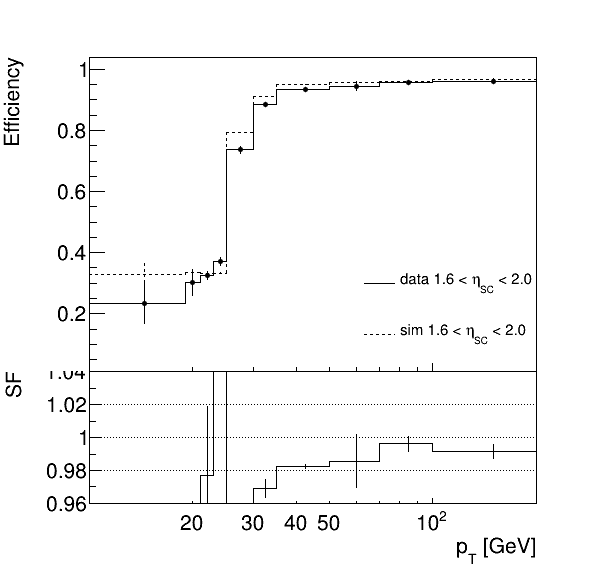 Efficiency
1
0.8
0.6
0.4
0.2
data 1.6 < η_SC < 2.0
sim 1.6 < η_SC < 2.0
SF
1.04
1.02
1
0.98
0.96
20 30 40 50 10²
p_T [GeV]